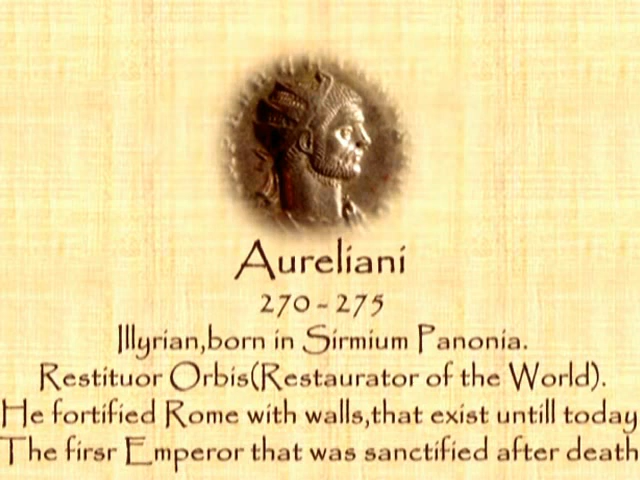 Aureliani
270 - 275
Illyrian,born in Sirmium Panonia.
Restituor Orbis(Restaurator of the World).
He fortified Rome with walls,that exist untill today
The firsr Emperor that was sanctified after death